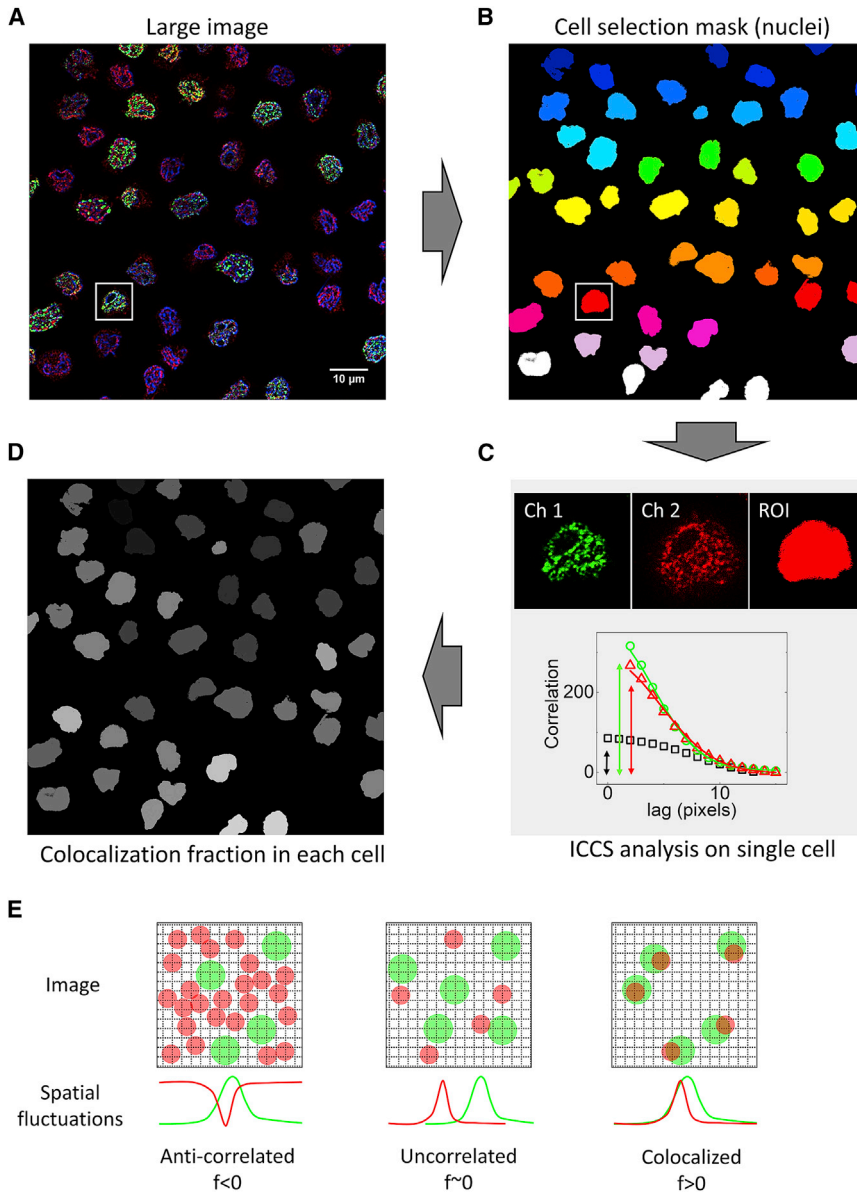 A
Large image
10 µm
B
Cell selection mask (nuclei)
C
Ch 1
Ch 2
ROI
Correlation
200
0
0
10
lag (pixels)
ICCS analysis on single cell
D
Colocalization fraction in each cell
E
Image
Spatial
fluctuations
Anti-correlated
f<0
Uncorrelated
f~0
Colocalized
f>0